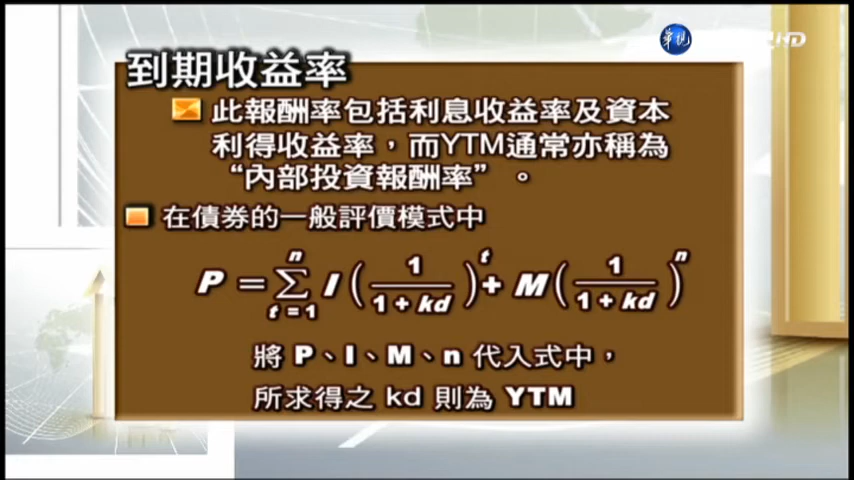 華視 HD
到期收益率
此報酬率包括利息收益率及資本
利得收益率，而YTM通常亦稱為
“內部投資報酬率”。
在債券的一般評價模式中
P = ∑_{t=1}^{n} I (1/(1+kd))^t + M (1/(1+kd))^n
將 P、I、M、n 代入式中，
所求得之 kd 則為 YTM